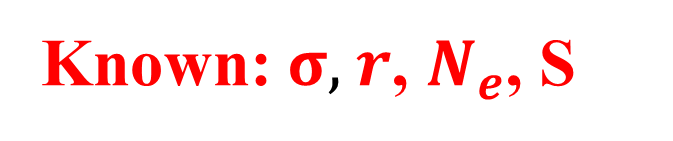 Known: σ, r, Nₑ, S